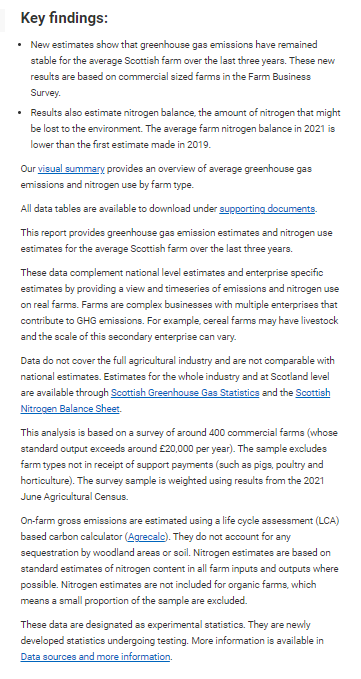 Key findings:
• New estimates show that greenhouse gas emissions have remained
stable for the average Scottish farm over the last three years. These new
results are based on commercial sized farms in the Farm Business
Survey.
• Results also estimate nitrogen balance, the amount of nitrogen that might
be lost to the environment. The average farm nitrogen balance in 2021 is
lower than the first estimate made in 2019.
Our visual summary provides an overview of average greenhouse gas
emissions and nitrogen use by farm type.
All data tables are available to download under supporting documents.
This report provides greenhouse gas emission estimates and nitrogen use
estimates for the average Scottish farm over the last three years.
These data complement national level estimates and enterprise specific
estimates by providing a view and timeseries of emissions and nitrogen use
on real farms. Farms are complex businesses with multiple enterprises that
contribute to GHG emissions. For example, cereal farms may have livestock
and the scale of this secondary enterprise can vary.
Data do not cover the full agricultural industry and are not comparable with
national estimates. Estimates for the whole industry and at Scotland level
are available through Scottish Greenhouse Gas Statistics and the Scottish
Nitrogen Balance Sheet.
This analysis is based on a survey of around 400 commercial farms (whose
standard output exceeds around £20,000 per year). The sample excludes
farm types not in receipt of support payments (such as pigs, poultry and
horticulture). The survey sample is weighted using results from the 2021
June Agricultural Census.
On-farm gross emissions are estimated using a life cycle assessment (LCA)
based carbon calculator (Agrecalc). They do not account for any
sequestration by woodland areas or soil. Nitrogen estimates are based on
standard estimates of nitrogen content in all farm inputs and outputs where
possible. Nitrogen estimates are not included for organic farms, which
means a small proportion of the sample are excluded.
These data are designated as experimental statistics. They are newly
developed statistics undergoing testing. More information is available in
Data sources and more information.